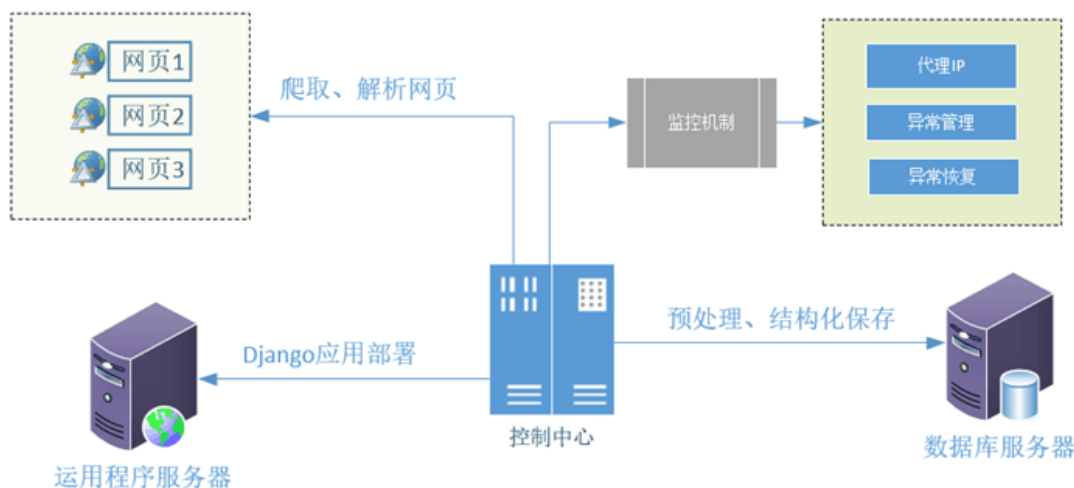 网页1
网页2
网页3
爬取、解析网页
监控机制
代理IP
异常管理
异常恢复
预处理、结构化保存
Django应用部署
控制中心
运用程序服务器
数据库服务器